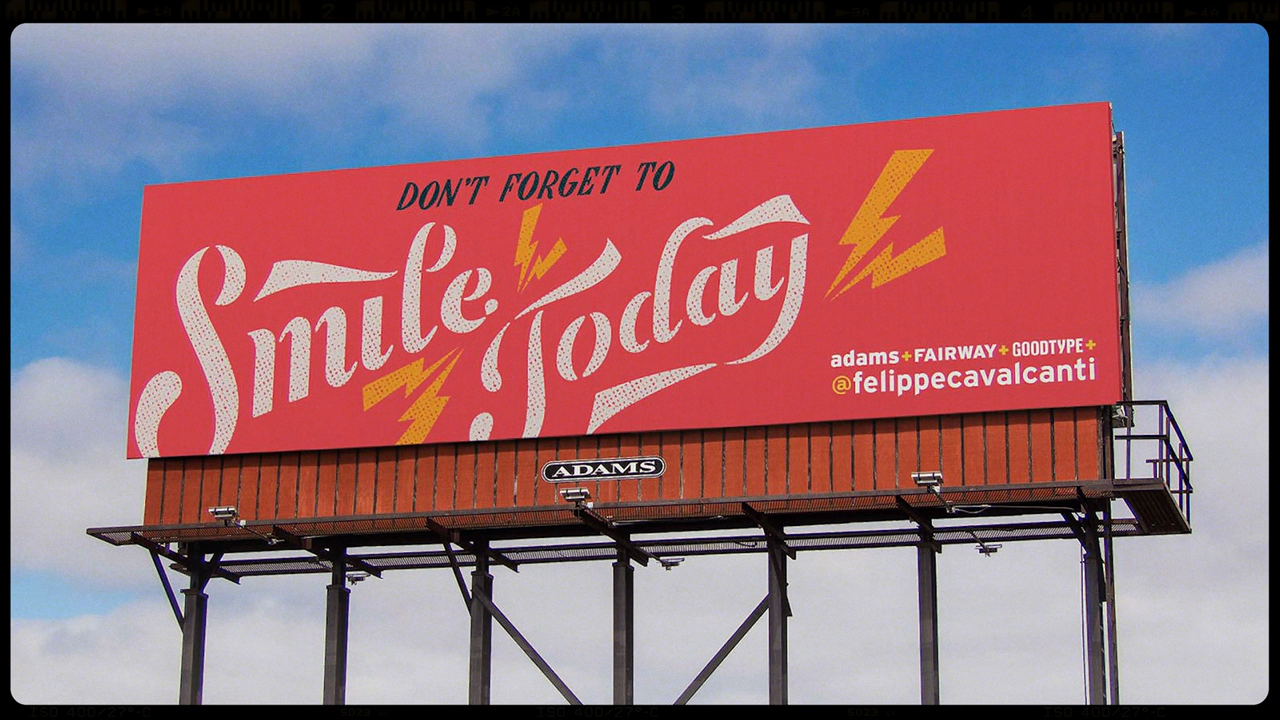 DON'T FORGET TO
Smile Today
adams+FAIRWAY+GOODTYPE+
@felippecavalcanti
ADAMS